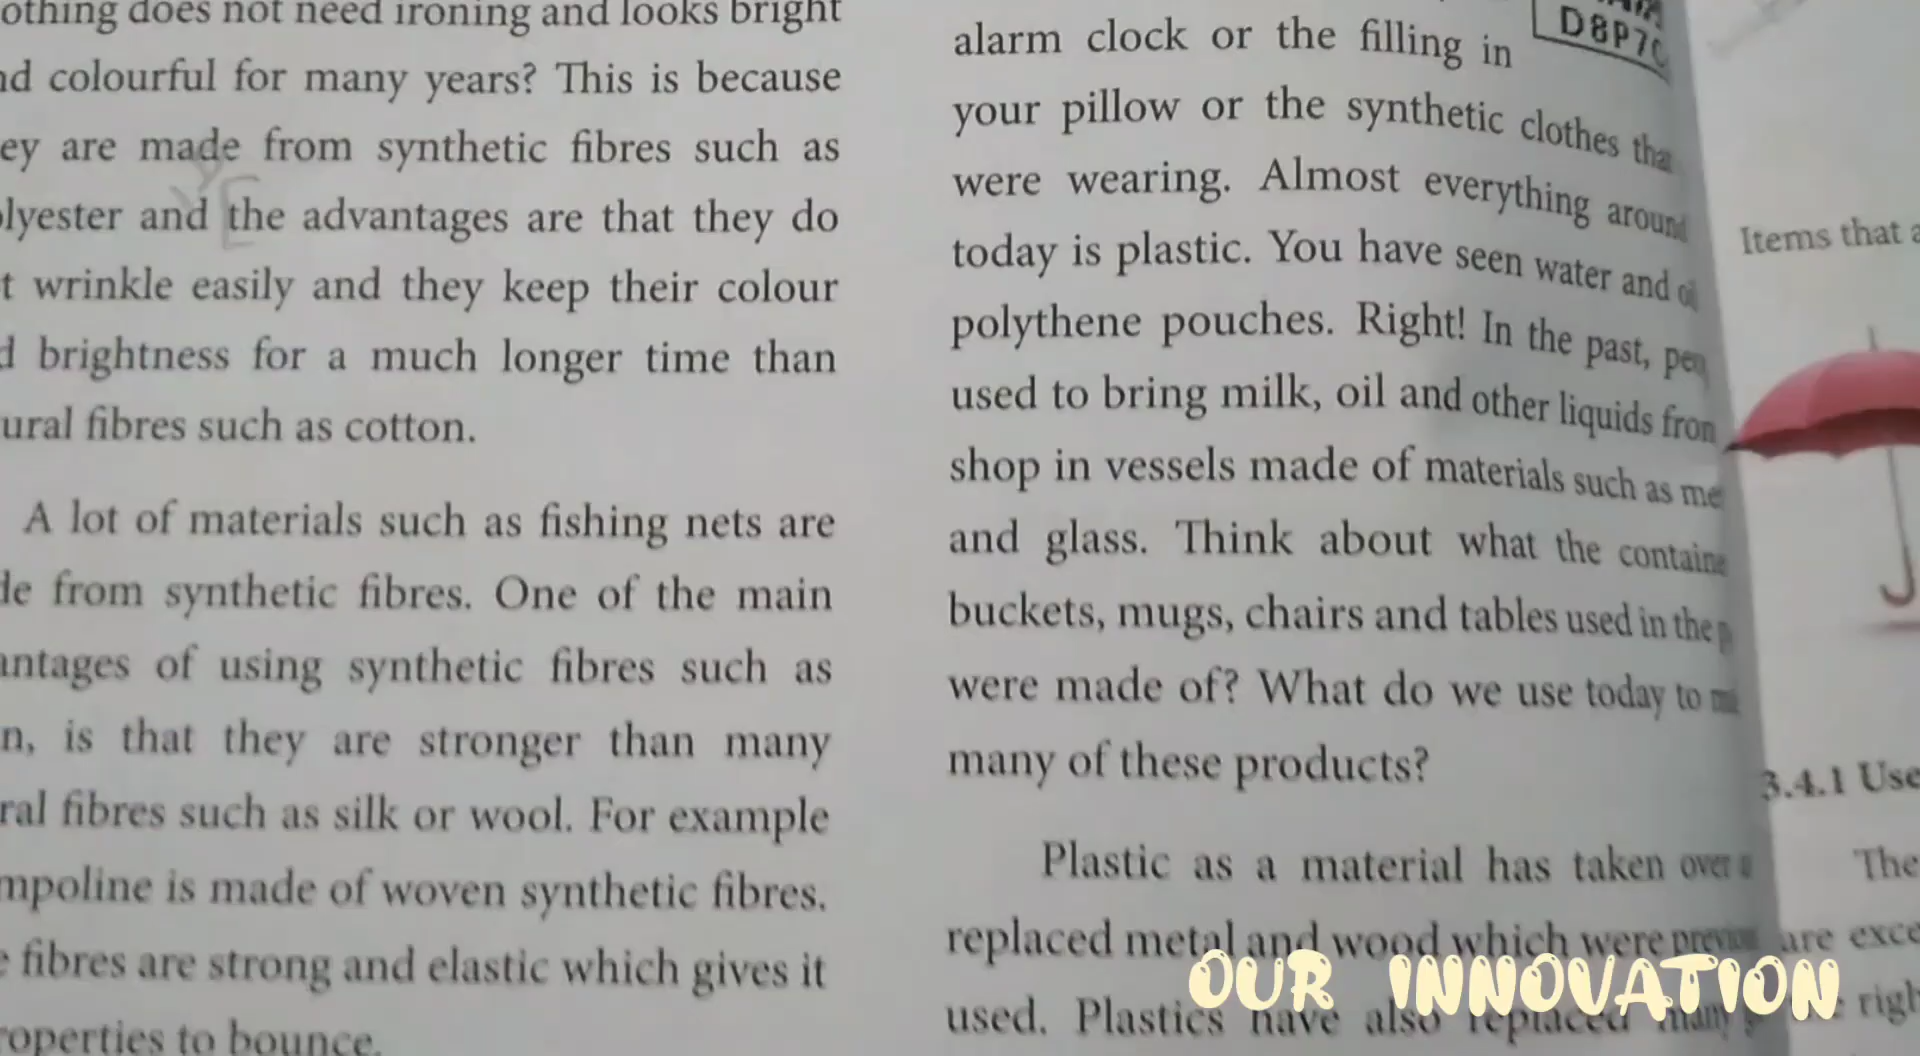 othing does not need ironing and looks bright
nd colourful for many years? This is because
ey are made from synthetic fibres such as
olyester and the advantages are that they do
t wrinkle easily and they keep their colour
d brightness for a much longer time than
ural fibres such as cotton.
A lot of materials such as fishing nets are
de from synthetic fibres. One of the main
antages of using synthetic fibres such as
n, is that they are stronger than many
ral fibres such as silk or wool. For example
mpoline is made of woven synthetic fibres.
e fibres are strong and elastic which gives it
roperties to bounce.
D8P7
alarm clock or the filling in
your pillow or the synthetic clothes tha
were wearing. Almost everything around
today is plastic. You have seen water and
polythene pouches. Right! In the past,
used to bring milk, oil and other liquids from
shop in vessels made of materials such as me
and glass. Think about what the containe
buckets, mugs, chairs and tables used in the
were made of? What do we use today to
many of these products?
Plastic as a material has taken over
replaced metal and wood which were
used. Plastics have also replaced many
Items that a
3.4.1 Use
The
are exce
righ
OUR INNOVATION